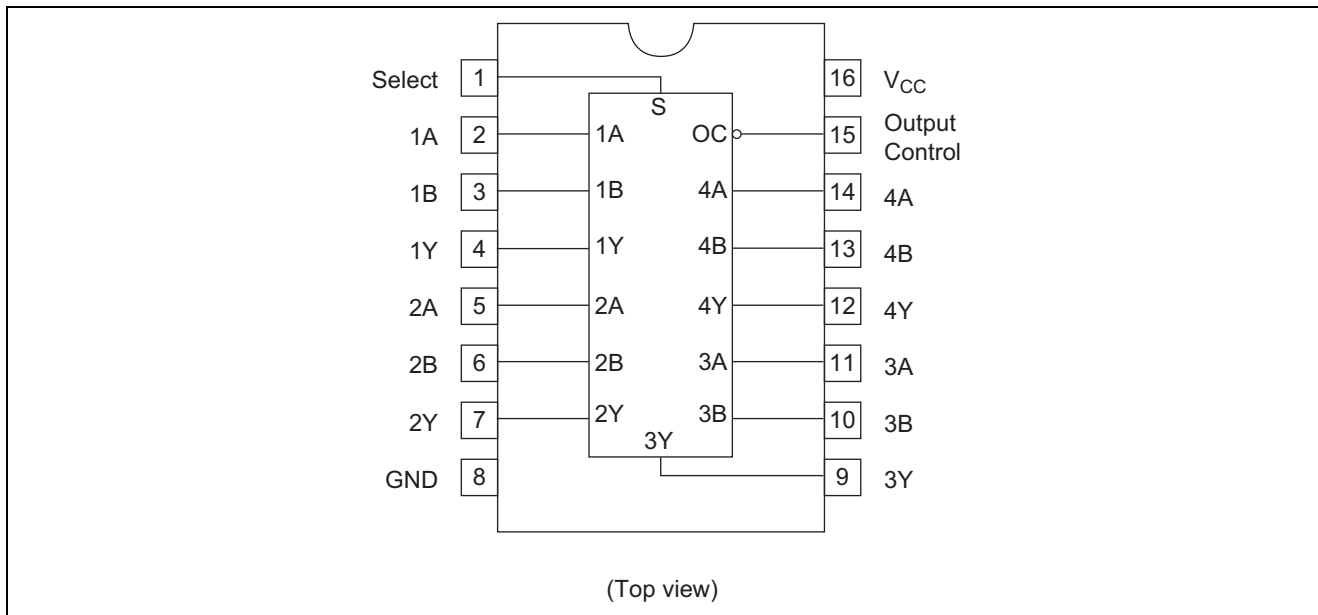 Select 1 S 16 VCC
1A 2 1A OC 15 Output Control
1B 3 1B 4A 14 4A
1Y 4 1Y 4B 13 4B
2A 5 2A 4Y 12 4Y
2B 6 2B 3A 11 3A
2Y 7 2Y 3B 10 3B
GND 8 3Y 9 3Y
(Top view)